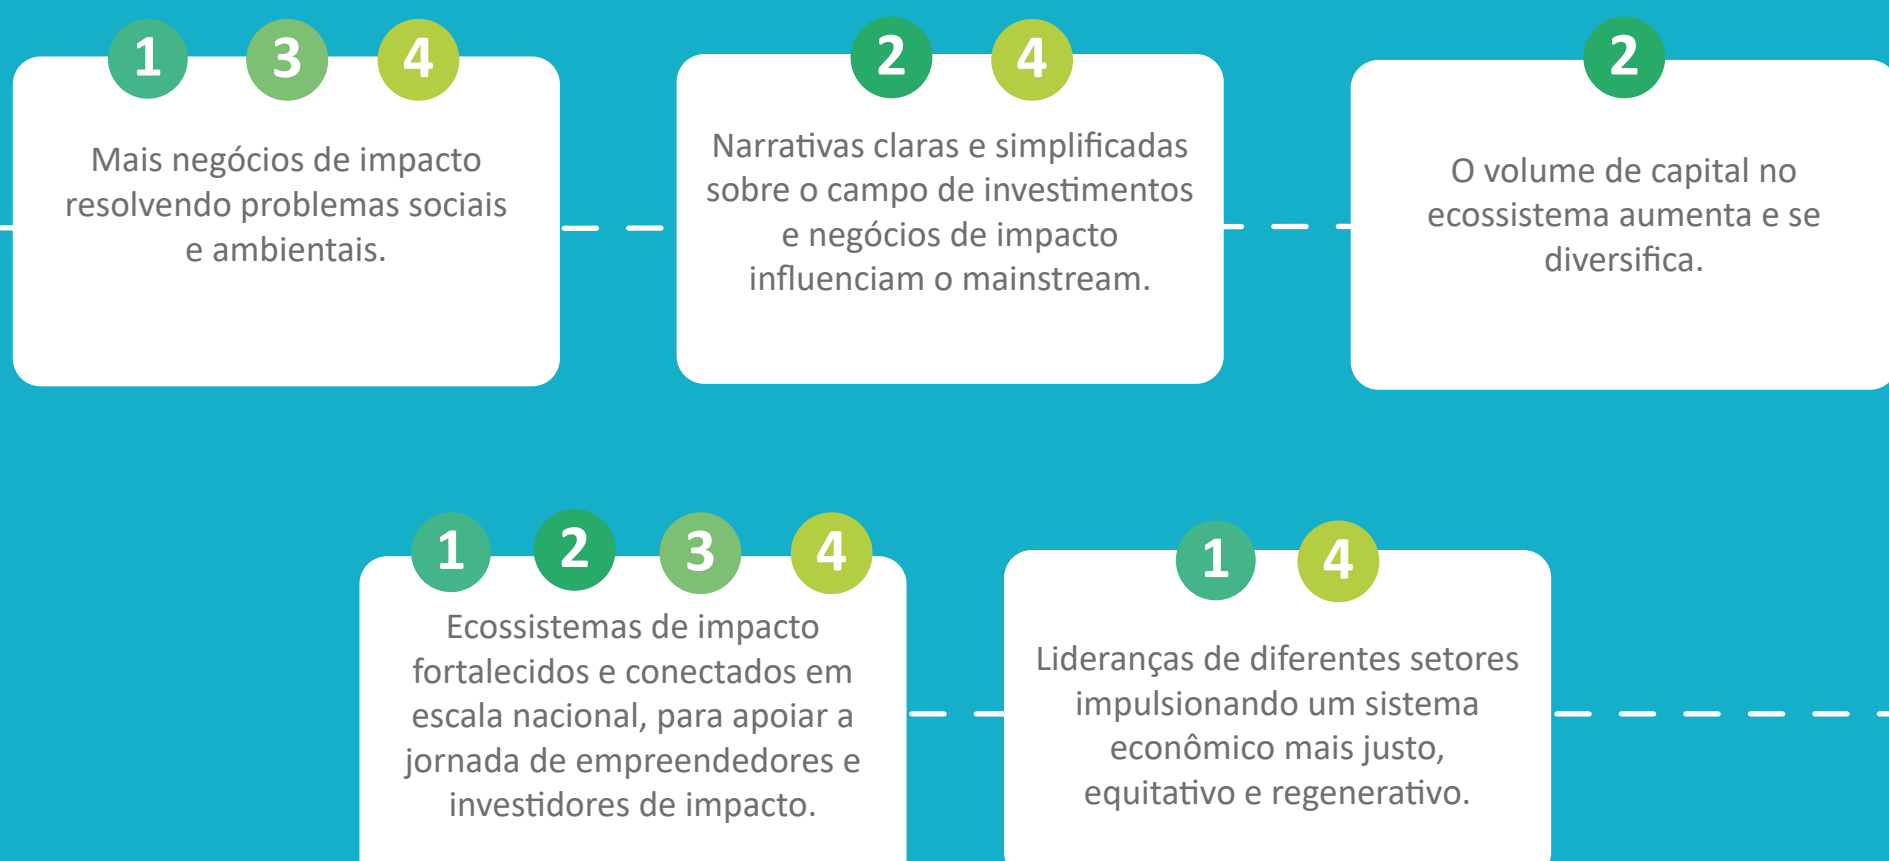 1 3 4
Mais negócios de impacto
resolvendo problemas sociais
e ambientais.
2 4
Narrativas claras e simplificadas
sobre o campo de investimentos
e negócios de impacto
influenciam o mainstream.
2
O volume de capital no
ecossistema aumenta e se
diversifica.
1 2 3 4
Ecossistemas de impacto
fortalecidos e conectados em
escala nacional, para apoiar a
jornada de empreendedores e
investidores de impacto.
1 4
Lideranças de diferentes setores
impulsionando um sistema
econômico mais justo,
equitativo e regenerativo.